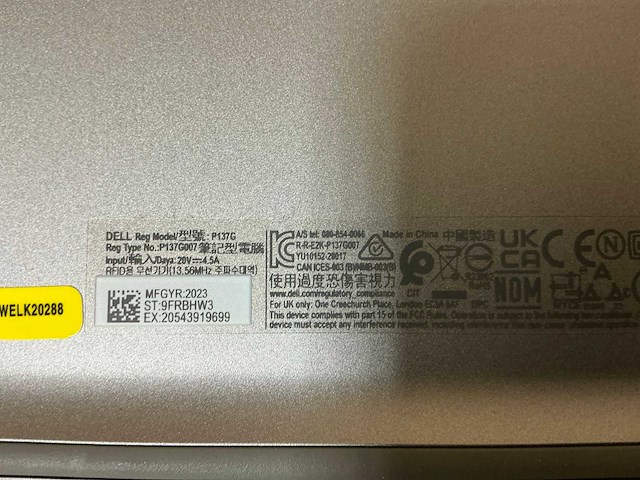 DELL Reg Model/型號: P137G
Reg Type No.:P137G007 筆記型電腦
Input/輸入/Daya: 20V⎓4.5A
RFID용 무선기기(13.56MHz 주파수대역)
MFGYR:2023
ST:9FRBHW3
EX:20543919699
WELK20288
A/S tel: 080-854-0066
R-R-E2K-P137G007
YU10152-20017
CAN ICES-003 (B)/NMB-003(B)
使用過度恐傷害視力
www.dell.com/regulatory_compliance
For UK only: One Creechurch Place, London EC3A 5AF
This device complies with part 15 of the FCC Rules. Operation is subject to the following
device must accept any interference received, including interference that may cause
Made in China 中國製造
UK
CA
CE
N
NOM